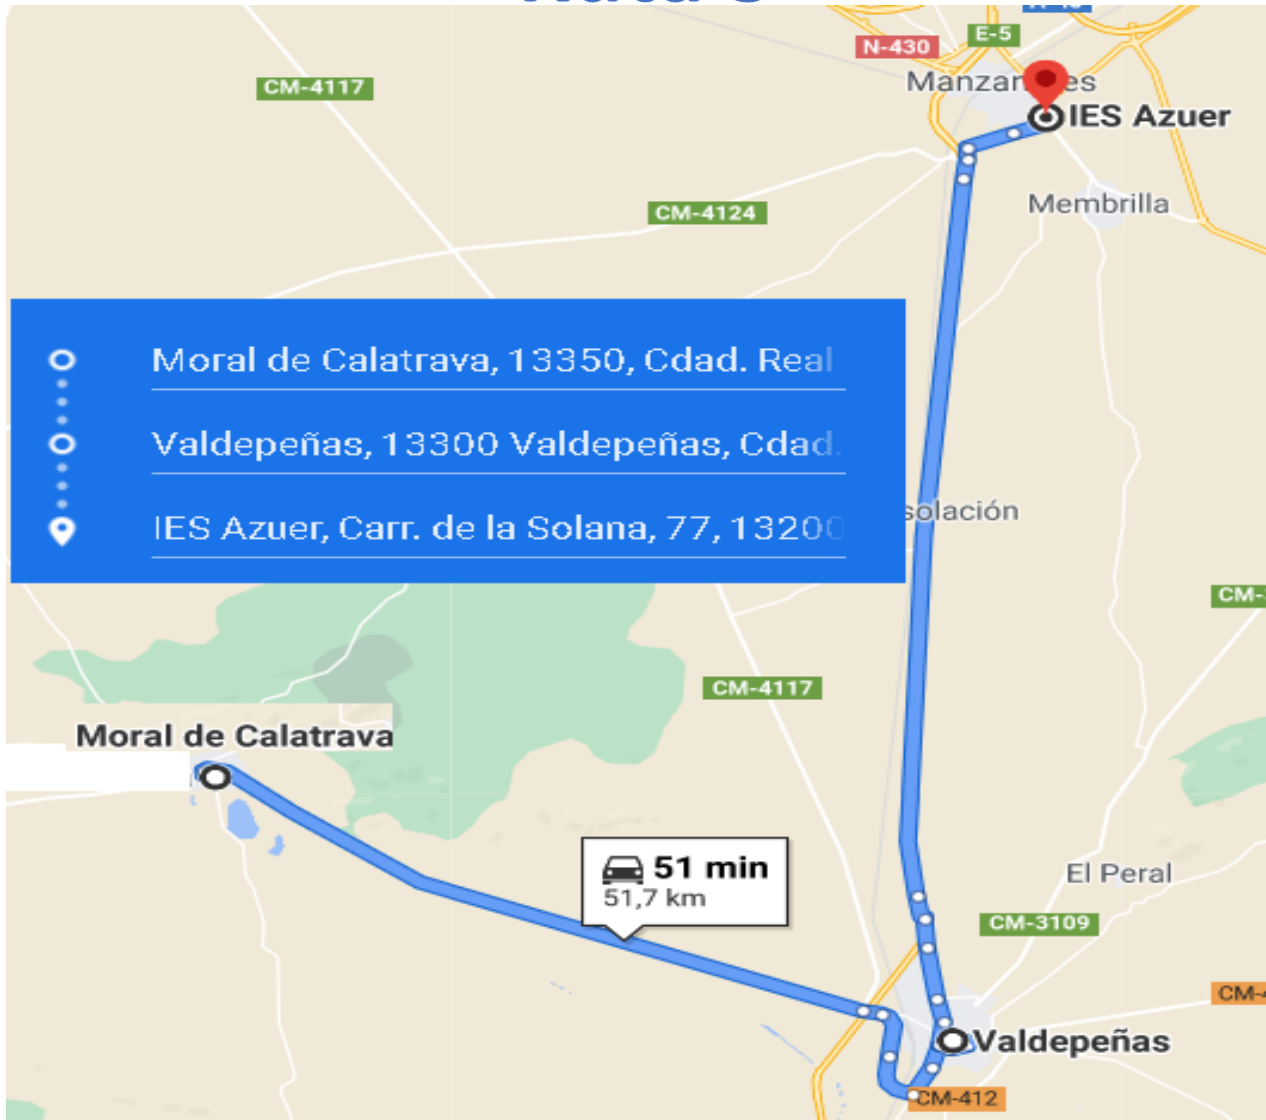 N-430
E-5
CM-4117
Manzan es
IES Azuer
Membrilla
CM-4124
Moral de Calatrava, 13350, Cdad. Real
Valdepeñas, 13300 Valdepeñas, Cdad.
IES Azuer, Carr. de la Solana, 77, 13200
solación
CM-
CM-4117
Moral de Calatrava
51 min
51,7 km
El Peral
CM-3109
CM-
Valdepeñas
CM-412